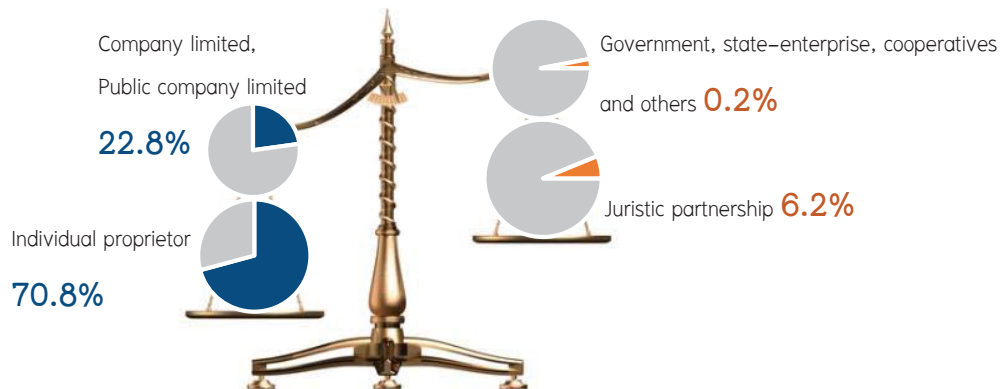 Company limited,
Public company limited
22.8%
Individual proprietor
70.8%
Government, state-enterprise, cooperatives
and others 0.2%
Juristic partnership 6.2%